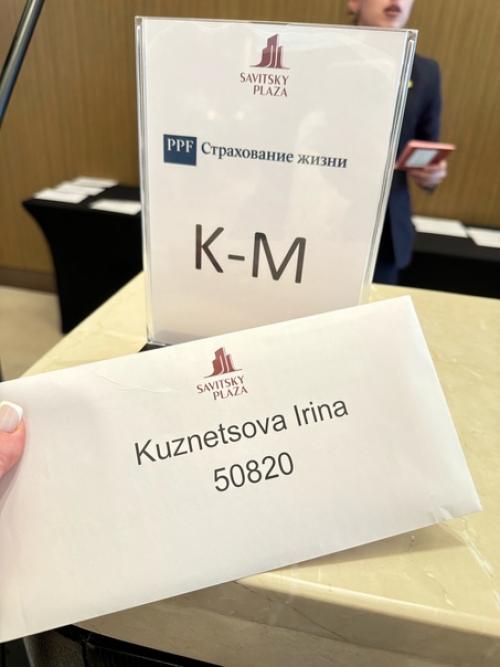 SAVITSKY
PLAZA
PPF Страхование жизни
K-M
SAVITSKY
PLAZA
Kuznetsova Irina
50820